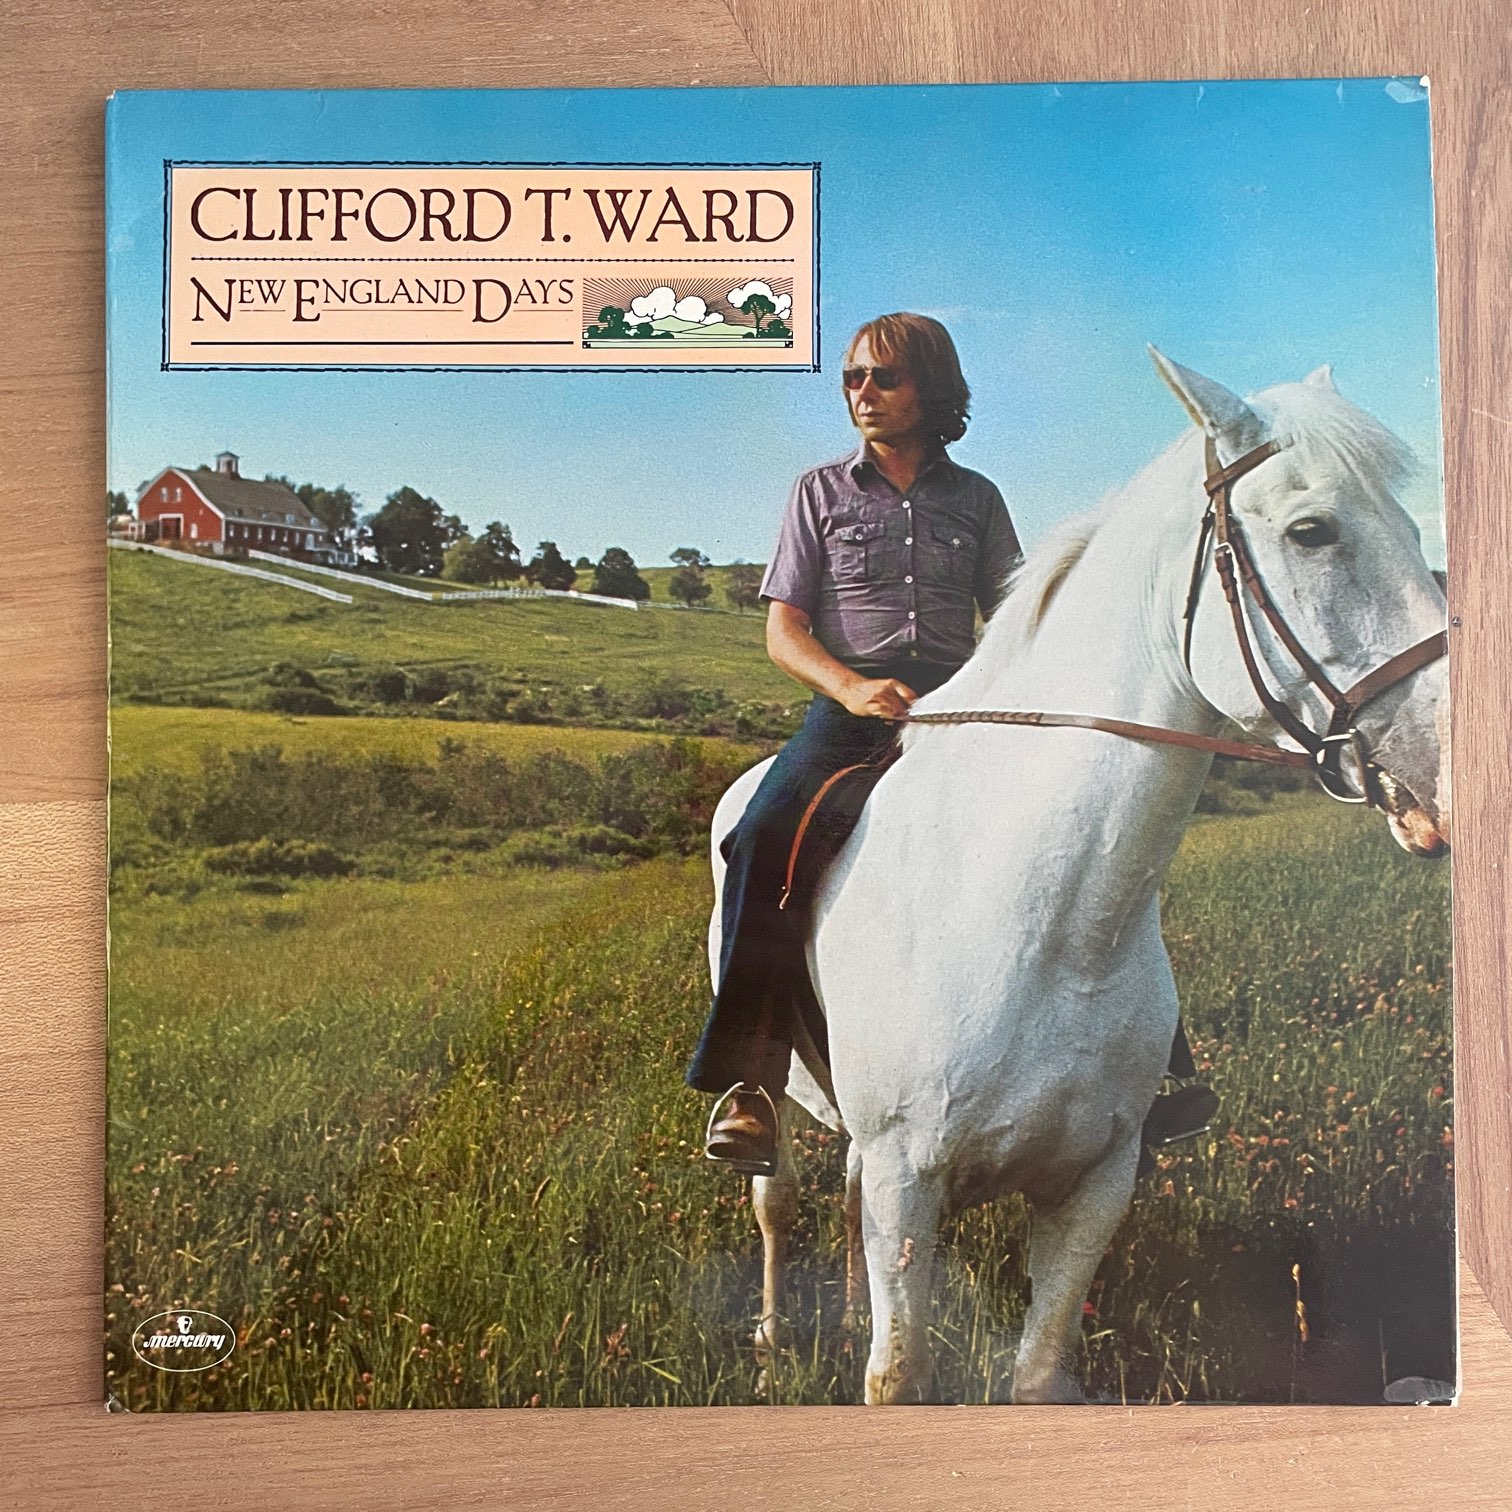 CLIFFORD T. WARD
NEW ENGLAND DAYS
mercury